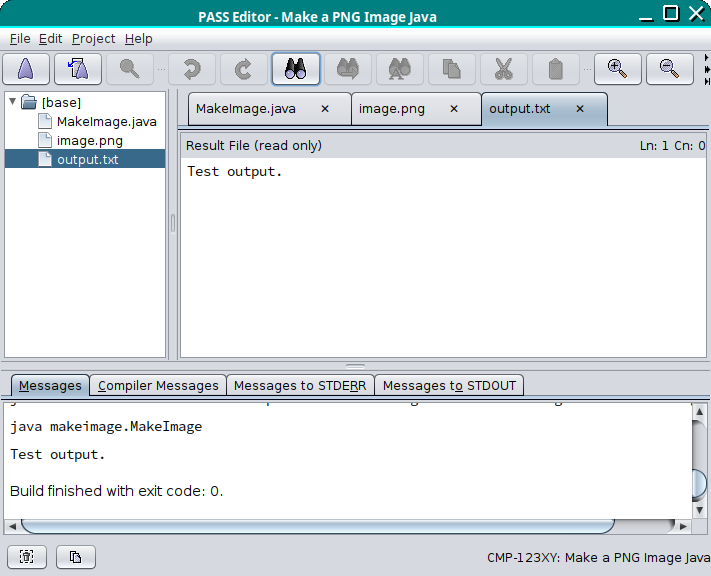 PASS Editor - Make a PNG Image Java
File Edit Project Help
[base]
MakeImage.java
image.png
output.txt
MakeImage.java
image.png
output.txt
Result File (read only)
Ln: 1 Cn: 0
Test output.
Messages
Compiler Messages
Messages to STDERR
Messages to STDOUT
java makeimage.MakeImage
Test output.
Build finished with exit code: 0.
CMP-123XY: Make a PNG Image Java